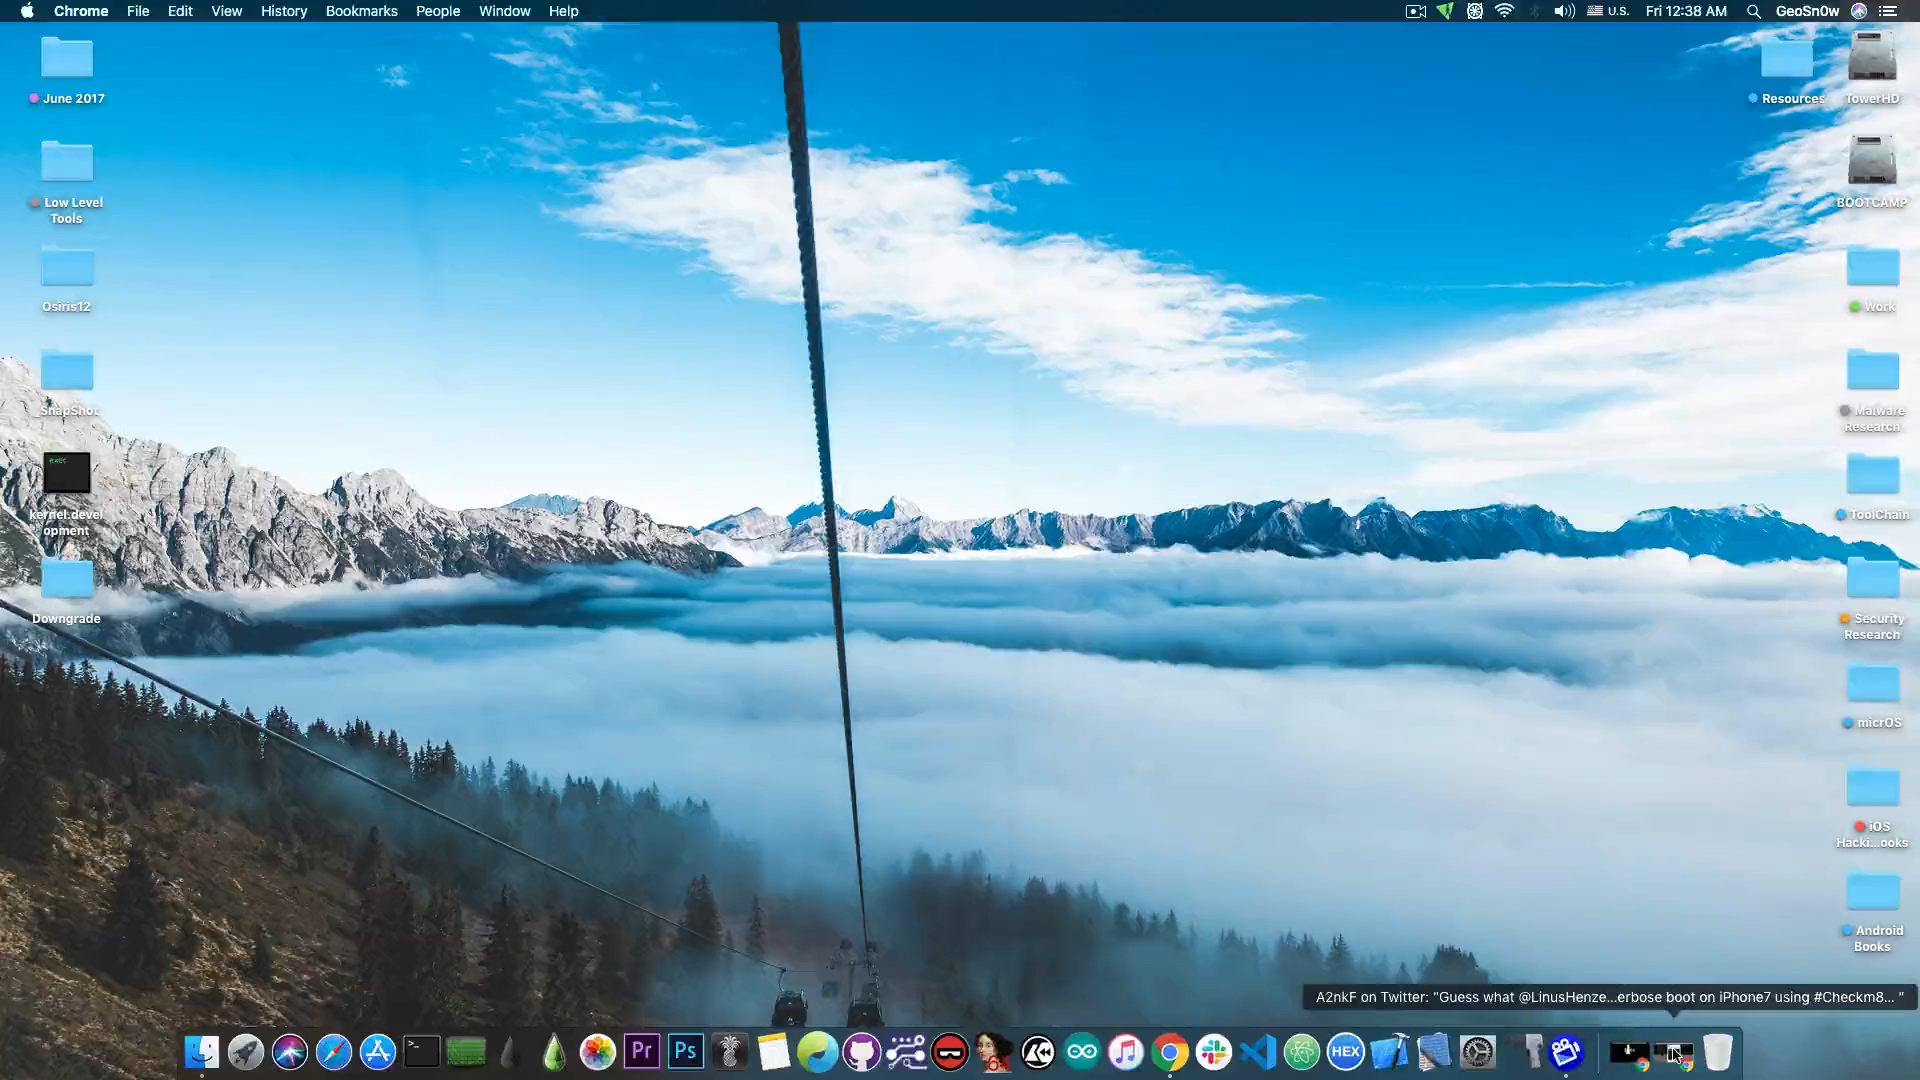 Chrome File Edit View History Bookmarks People Window Help
U.S. Fri 12:38 AM GeoSn0w
June 2017
Low Level
Tools
Osiris12
_SnapShot
exec
kernel.devel
opment
Downgrade
Resources
TowerHD
BOOTCAMP
Work
Malware
Research
ToolChain
Security
Research
micrOS
iOS
Hacki...ooks
Android
Books
A2nkF on Twitter: "Guess what @LinusHenze...erbose boot on iPhone7 using #Checkm8... "
>_
Pr
Ps
HEX